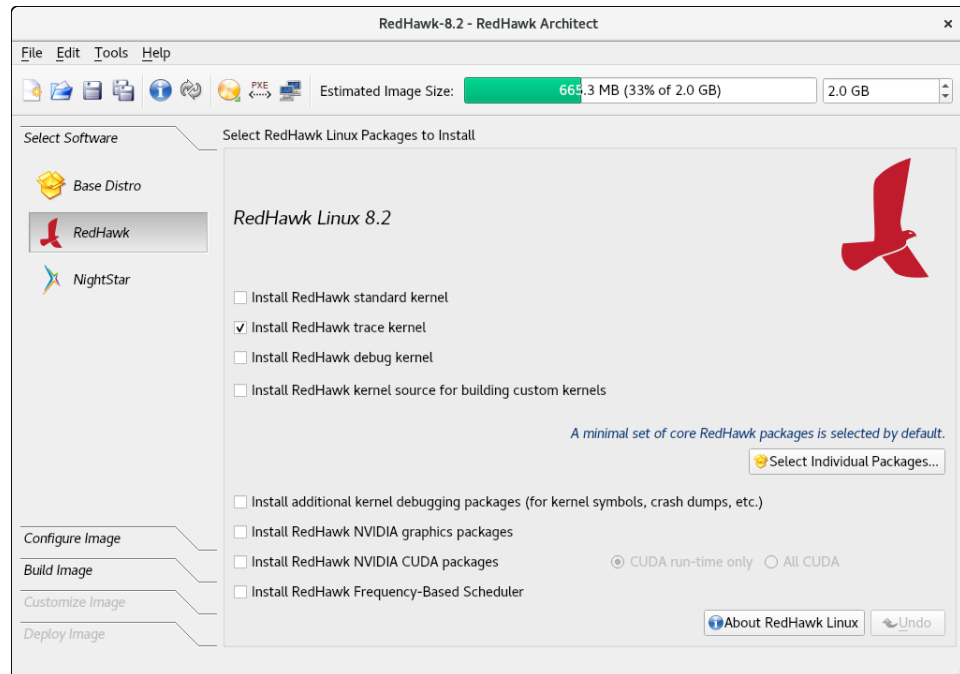 RedHawk-8.2 - RedHawk Architect
File Edit Tools Help
PXE
Estimated Image Size:
665.3 MB (33% of 2.0 GB)
2.0 GB
Select Software
Base Distro
RedHawk
NightStar
Configure Image
Build Image
Customize Image
Deploy Image
Select RedHawk Linux Packages to Install
RedHawk Linux 8.2
Install RedHawk standard kernel
Install RedHawk trace kernel
Install RedHawk debug kernel
Install RedHawk kernel source for building custom kernels
A minimal set of core RedHawk packages is selected by default.
Select Individual Packages...
Install additional kernel debugging packages (for kernel symbols, crash dumps, etc.)
Install RedHawk NVIDIA graphics packages
Install RedHawk NVIDIA CUDA packages
CUDA run-time only
All CUDA
Install RedHawk Frequency-Based Scheduler
About RedHawk Linux
Undo